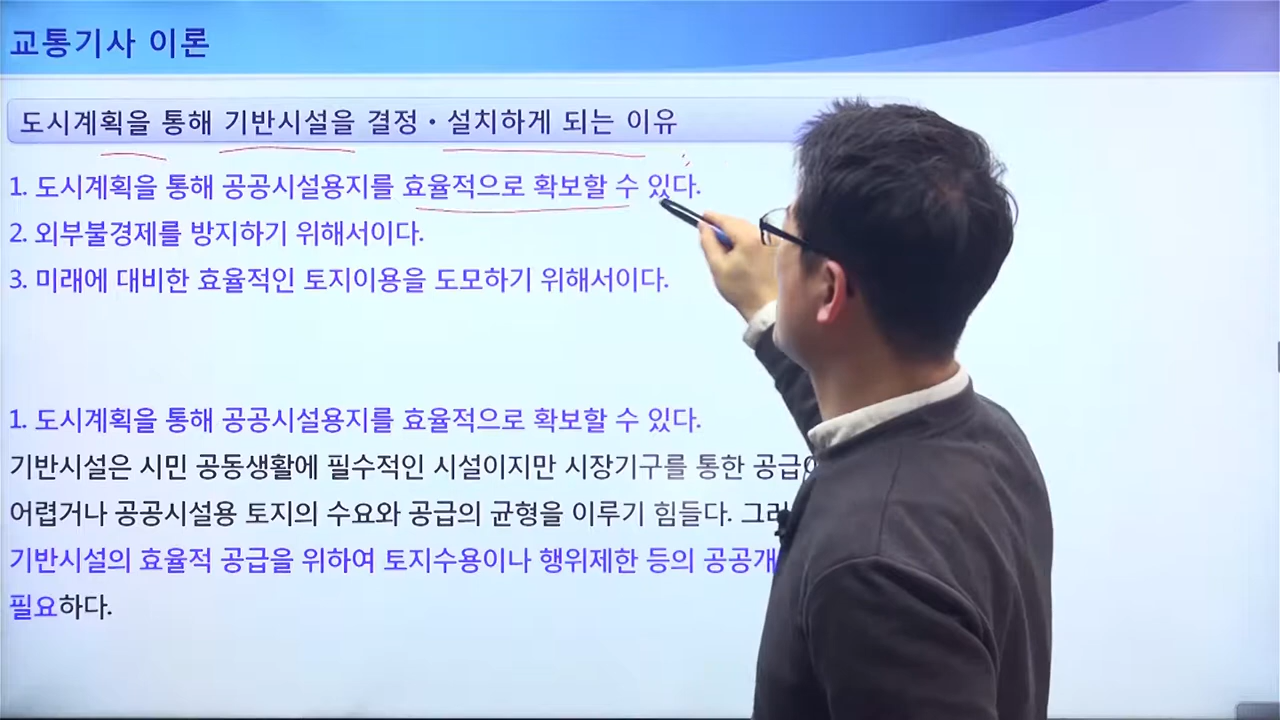 교통기사 이론
도시계획을 통해 기반시설을 결정・설치하게 되는 이유
1. 도시계획을 통해 공공시설용지를 효율적으로 확보할 수 있다.
2. 외부불경제를 방지하기 위해서이다.
3. 미래에 대비한 효율적인 토지이용을 도모하기 위해서이다.
1. 도시계획을 통해 공공시설용지를 효율적으로 확보할 수 있다.
기반시설은 시민 공동생활에 필수적인 시설이지만 시장기구를 통한
어렵거나 공공시설용 토지의 수요와 공급의 균형을 이루기 힘들다.
기반시설의 효율적 공급을 위하여 토지수용이나 행위제한 등의
필요하다.